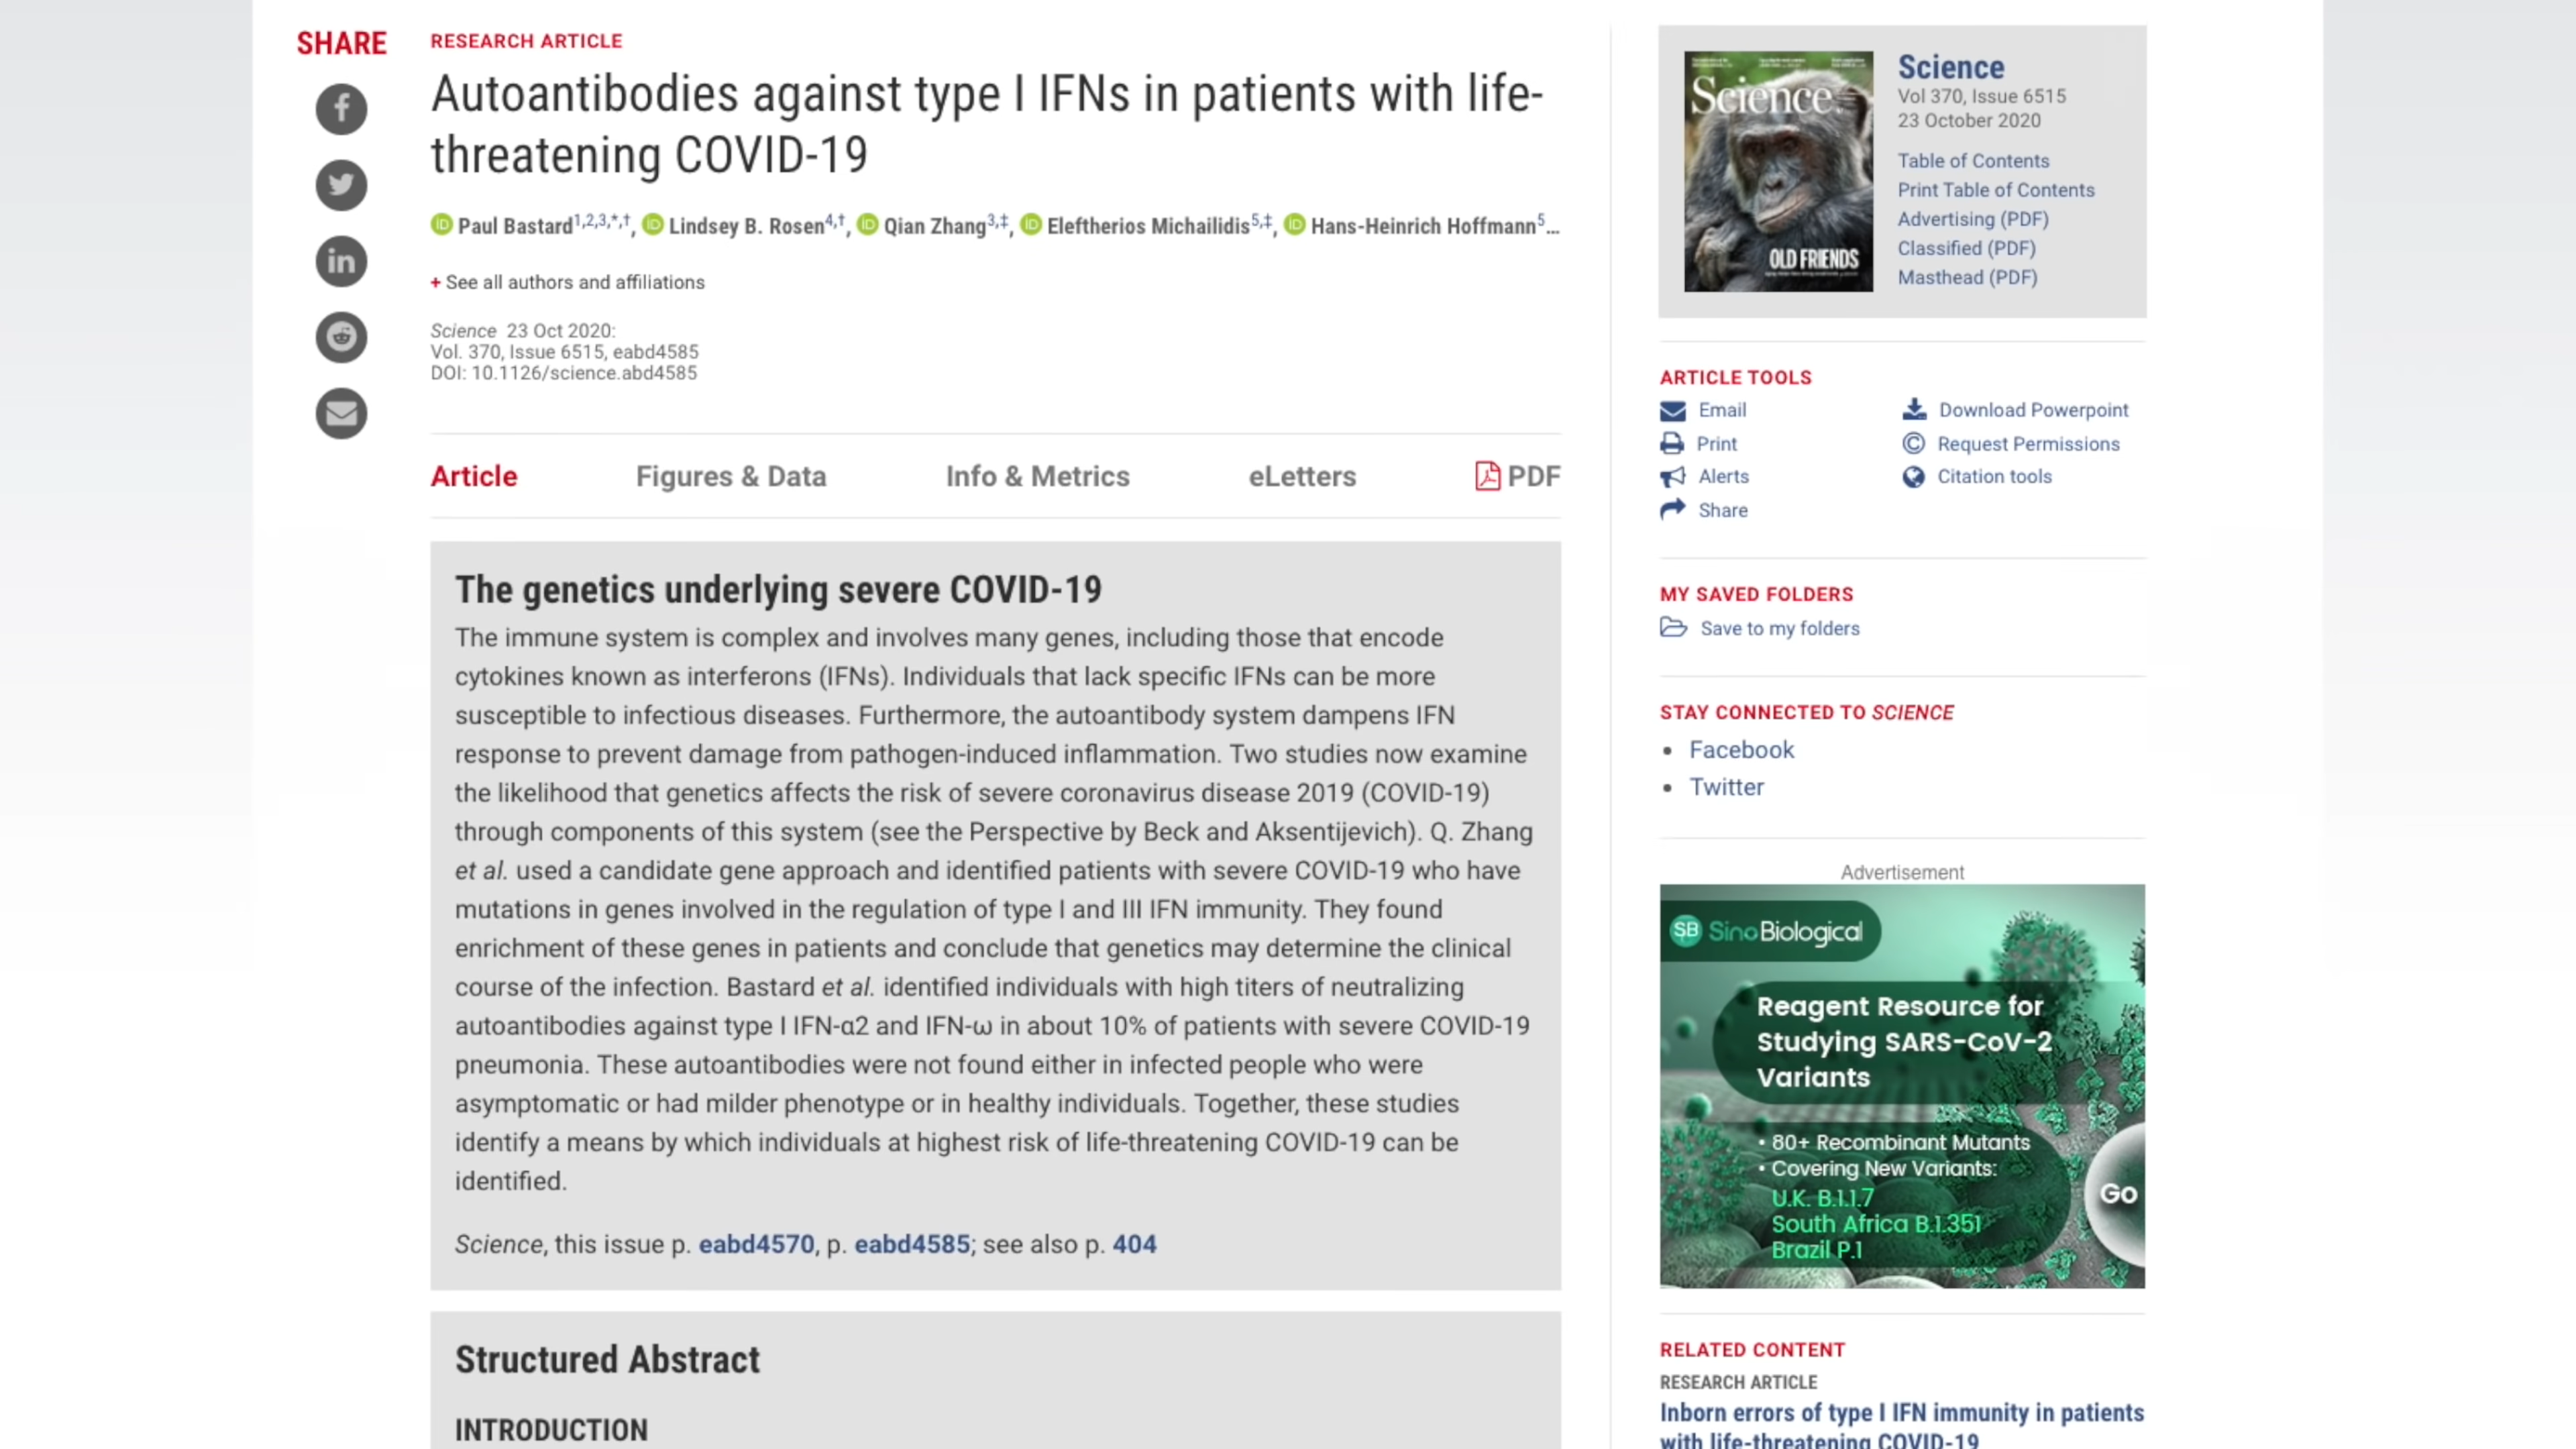 SHARE
RESEARCH ARTICLE
Autoantibodies against type I IFNs in patients with life-
threatening COVID-19
Paul Bastard1,2,3,*,†, Lindsey B. Rosen4,†, Qian Zhang3,‡, Eleftherios Michailidis5,‡, Hans-Heinrich Hoffmann5...
+ See all authors and affiliations
Science 23 Oct 2020:
Vol. 370, Issue 6515, eabd4585
DOI: 10.1126/science.abd4585
Article Figures & Data Info & Metrics eLetters PDF
The genetics underlying severe COVID-19
The immune system is complex and involves many genes, including those that encode
cytokines known as interferons (IFNs). Individuals that lack specific IFNs can be more
susceptible to infectious diseases. Furthermore, the autoantibody system dampens IFN
response to prevent damage from pathogen-induced inflammation. Two studies now examine
the likelihood that genetics affects the risk of severe coronavirus disease 2019 (COVID-19)
through components of this system (see the Perspective by Beck and Aksentijevich). Q. Zhang
et al. used a candidate gene approach and identified patients with severe COVID-19 who have
mutations in genes involved in the regulation of type I and III IFN immunity. They found
enrichment of these genes in patients and conclude that genetics may determine the clinical
course of the infection. Bastard et al. identified individuals with high titers of neutralizing
autoantibodies against type I IFN-α2 and IFN-ω in about 10% of patients with severe COVID-19
pneumonia. These autoantibodies were not found either in infected people who were
asymptomatic or had milder phenotype or in healthy individuals. Together, these studies
identify a means by which individuals at highest risk of life-threatening COVID-19 can be
identified.
Science, this issue p. eabd4570, p. eabd4585; see also p. 404
Structured Abstract
INTRODUCTION
Science
OLD FRIENDS
Science
Vol 370, Issue 6515
23 October 2020
Table of Contents
Print Table of Contents
Advertising (PDF)
Classified (PDF)
Masthead (PDF)
ARTICLE TOOLS
Email Download Powerpoint
Print Request Permissions
Alerts Citation tools
Share
MY SAVED FOLDERS
Save to my folders
STAY CONNECTED TO SCIENCE
• Facebook
• Twitter
Advertisement
SB SinoBiological
Reagent Resource for
Studying SARS-CoV-2
Variants
• 80+ Recombinant Mutants
• Covering New Variants:
U.K. B.1.1.7
South Africa B.1.351
Brazil P.1
Go
RELATED CONTENT
RESEARCH ARTICLE
Inborn errors of type I IFN immunity in patients
with life-threatening COVID-19